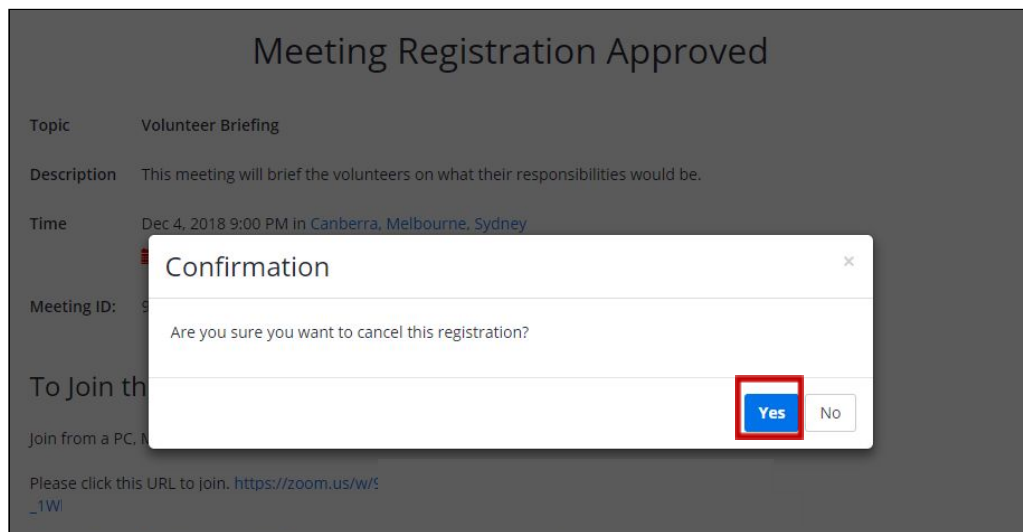 Meeting Registration Approved
Topic Volunteer Briefing
Description This meeting will brief the volunteers on what their responsibilities would be.
Time Dec 4, 2018 9:00 PM in Canberra, Melbourne, Sydney
Confirmation ×
Meeting ID: 9
Are you sure you want to cancel this registration?
To Join th
Yes No
Join from a PC, M
Please click this URL to join. https://zoom.us/w/9
_1W